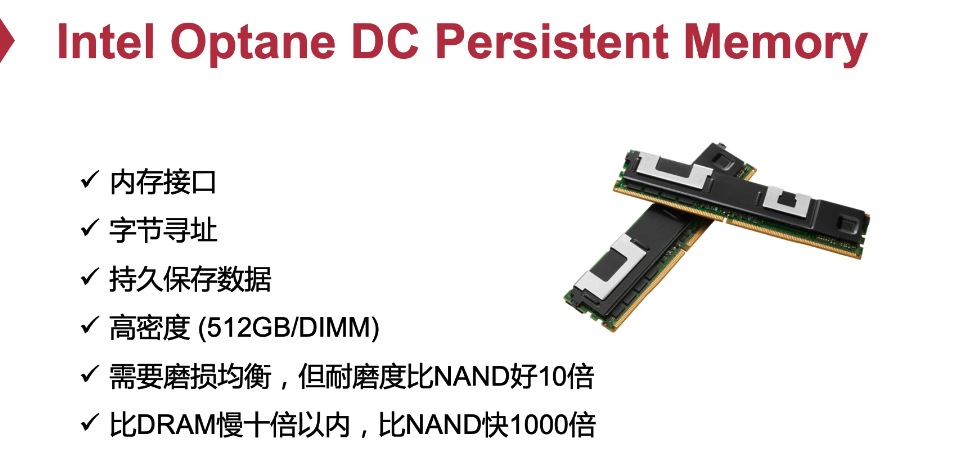 Intel Optane DC Persistent Memory
✓ 内存接口
✓ 字节寻址
✓ 持久保存数据
✓ 高密度 (512GB/DIMM)
✓ 需要磨损均衡，但耐磨度比NAND好10倍
✓ 比DRAM慢十倍以内，比NAND快1000倍